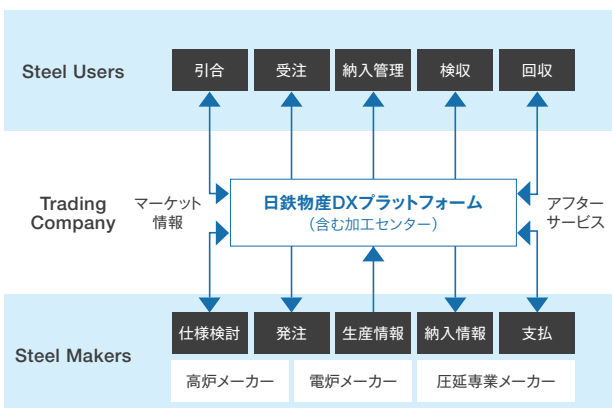 Steel Users
引合
受注
納入管理
検収
回収
Trading
Company
マーケット
情報
日鉄物産DXプラットフォーム
（含む加工センター）
アフター
サービス
Steel Makers
仕様検討
発注
生産情報
納入情報
支払
高炉メーカー
電炉メーカー
圧延専業メーカー